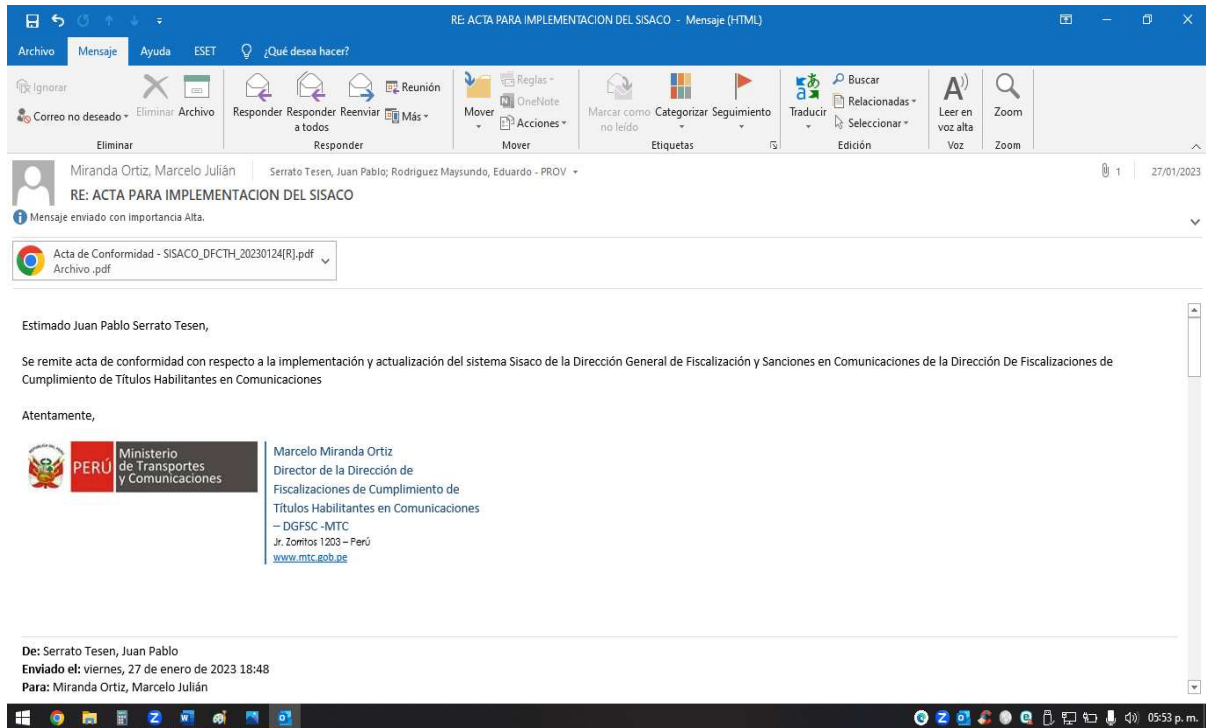 RE: ACTA PARA IMPLEMENTACION DEL SISACO - Mensaje (HTML)
Archivo Mensaje Ayuda ESET ¿Qué desea hacer?
Ignorar
Correo no deseado
Eliminar
Archivo
Eliminar
Responder
Responder a todos
Reenviar
Reunión
Más
Responder
Mover
Reglas
OneNote
Acciones
Mover
Marcar como no leído
Categorizar
Seguimiento
Etiquetas
Traducir
Buscar
Relacionadas
Seleccionar
Edición
Leer en voz alta
Voz
Zoom
Zoom
Miranda Ortiz, Marcelo Julián Serrato Tesen, Juan Pablo; Rodriguez Maysundo, Eduardo - PROV
1 27/01/2023
RE: ACTA PARA IMPLEMENTACION DEL SISACO
Mensaje enviado con importancia Alta.
Acta de Conformidad - SISACO_DFCTH_20230124[R].pdf
Archivo .pdf
Estimado Juan Pablo Serrato Tesen,
Se remite acta de conformidad con respecto a la implementación y actualización del sistema Sisaco de la Dirección General de Fiscalización y Sanciones en Comunicaciones de la Dirección De Fiscalizaciones de
Cumplimiento de Títulos Habilitantes en Comunicaciones
Atentamente,
PERÚ
Ministerio
de Transportes
y Comunicaciones
Marcelo Miranda Ortiz
Director de la Dirección de
Fiscalizaciones de Cumplimiento de
Títulos Habilitantes en Comunicaciones
– DGFSC -MTC
Jr. Zorritos 1203 – Perú
www.mtc.gob.pe
De: Serrato Tesen, Juan Pablo
Enviado el: viernes, 27 de enero de 2023 18:48
Para: Miranda Ortiz, Marcelo Julián
05:53 p. m.